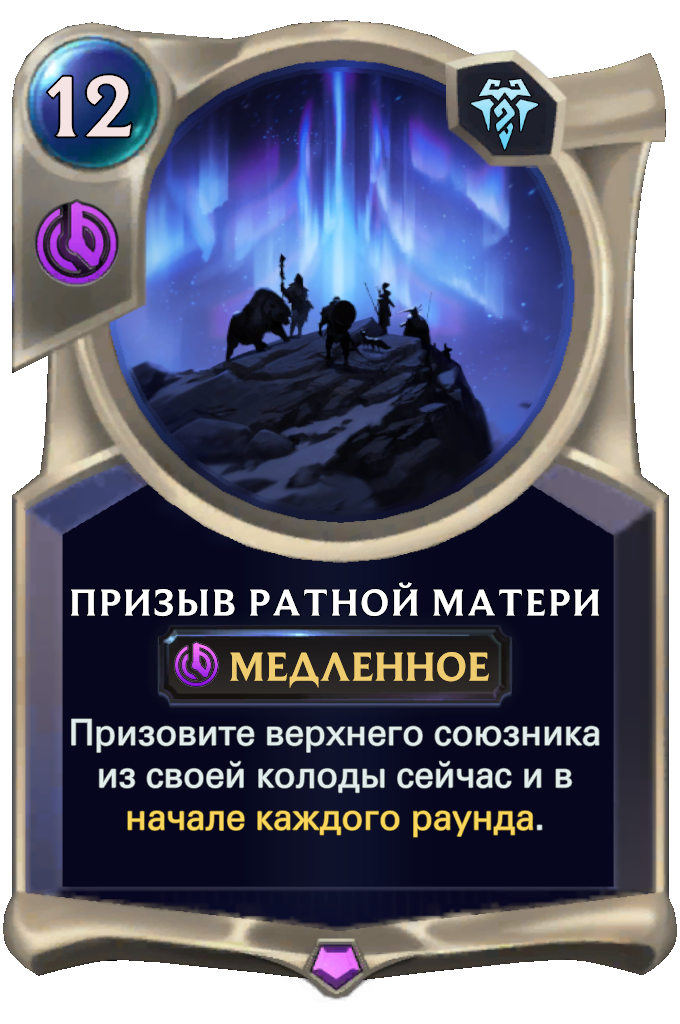 12
ПРИЗЫВ РАТНОЙ МАТЕРИ
МЕДЛЕННОЕ
Призовите верхнего союзника
из своей колоды сейчас и в
начале каждого раунда.